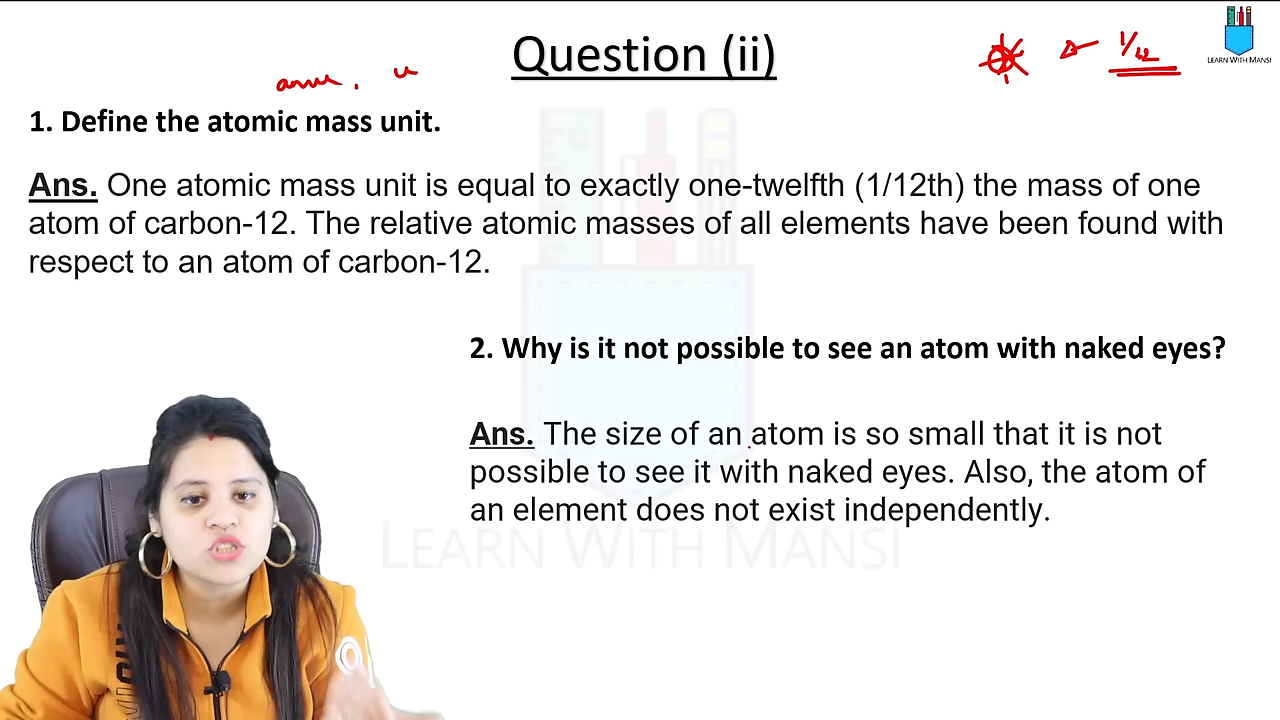 Question (ii)
1/12
LEARN WITH MANSI
amu. u
1. Define the atomic mass unit.
Ans. One atomic mass unit is equal to exactly one-twelfth (1/12th) the mass of one
atom of carbon-12. The relative atomic masses of all elements have been found with
respect to an atom of carbon-12.
2. Why is it not possible to see an atom with naked eyes?
Ans. The size of an atom is so small that it is not
possible to see it with naked eyes. Also, the atom of
an element does not exist independently.
LEARN WITH MANSI